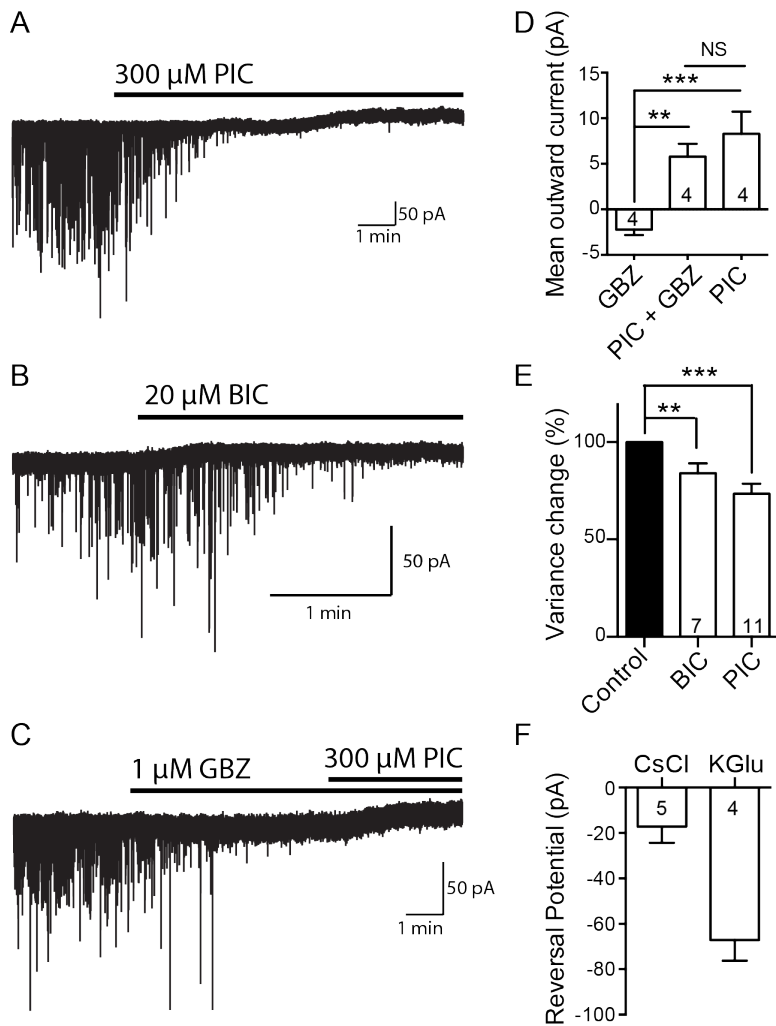 A
300 µM PIC
50 pA
1 min
B
20 µM BIC
50 pA
1 min
C
1 µM GBZ
300 µM PIC
50 pA
1 min
D
Mean outward current (pA)
15
10
5
0
-5
NS
***
**
4
4
4
GBZ
PIC + GBZ
PIC
E
Variance change (%)
100
50
0
***
**
7
11
Control
BIC
PIC
F
CsCl
KGlu
Reversal Potential (pA)
0
-20
-40
-60
-80
-100
5
4